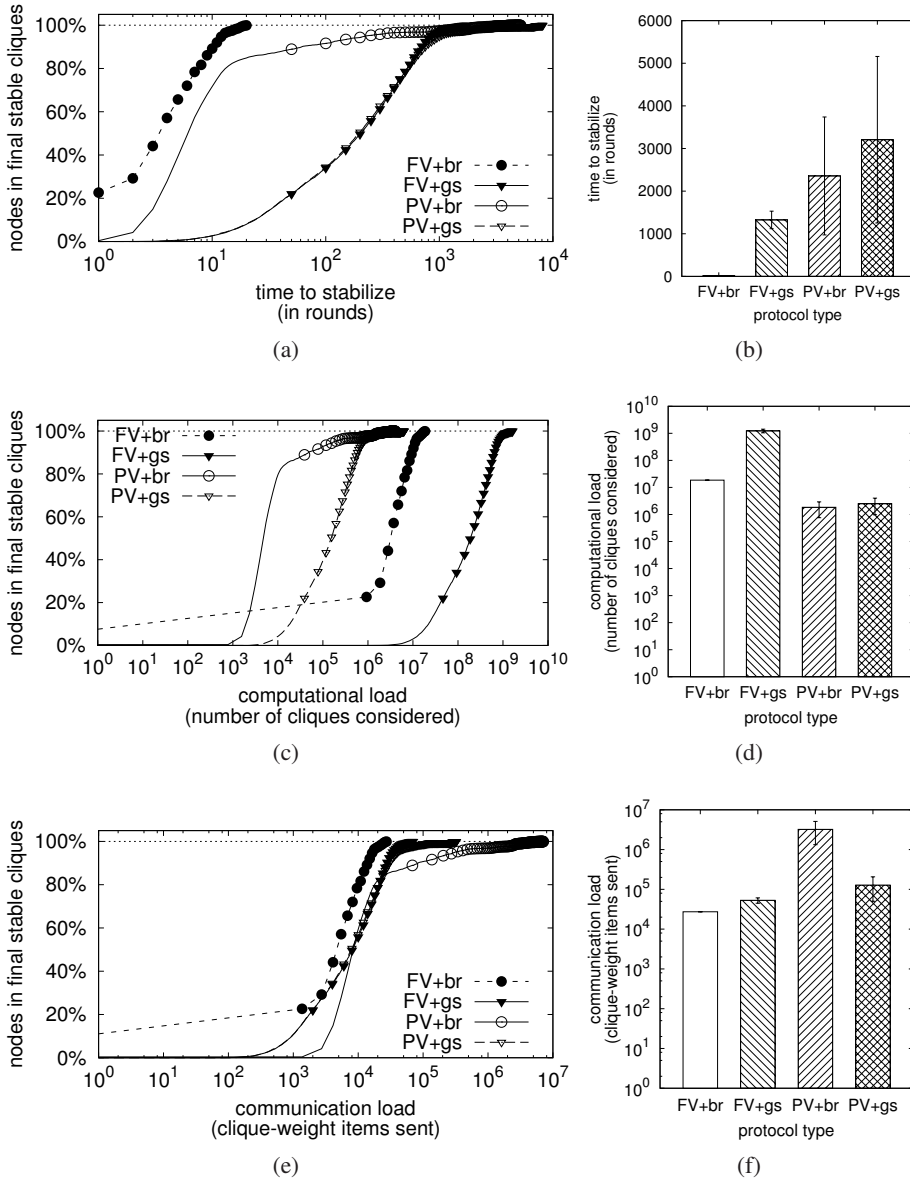 nodes in final stable cliques
100%
80%
60%
40%
20%
0%
FV+br
FV+gs
PV+br
PV+gs
10^0 10^1 10^2 10^3 10^4
time to stabilize
(in rounds)
(a)
time to stabilize
(in rounds)
6000
5000
4000
3000
2000
1000
0
FV+br FV+gs PV+br PV+gs
protocol type
(b)
nodes in final stable cliques
100%
80%
60%
40%
20%
0%
FV+br
FV+gs
PV+br
PV+gs
10^0 10^1 10^2 10^3 10^4 10^5 10^6 10^7 10^8 10^9 10^10
computational load
(number of cliques considered)
(c)
computational load
(number of cliques considered)
10^10
10^9
10^8
10^7
10^6
10^5
10^4
10^3
10^2
10^1
10^0
FV+br FV+gs PV+br PV+gs
protocol type
(d)
nodes in final stable cliques
100%
80%
60%
40%
20%
0%
FV+br
FV+gs
PV+br
PV+gs
10^0 10^1 10^2 10^3 10^4 10^5 10^6 10^7
communication load
(clique-weight items sent)
(e)
communication load
(clique-weight items sent)
10^7
10^6
10^5
10^4
10^3
10^2
10^1
10^0
FV+br FV+gs PV+br PV+gs
protocol type
(f)